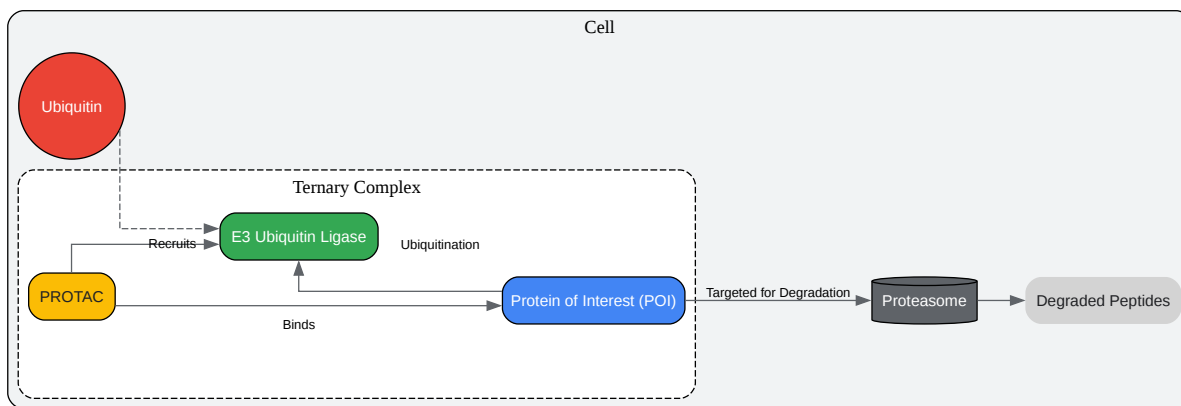 Cell
Ubiquitin
Ternary Complex
E3 Ubiquitin Ligase
Recruits
Ubiquitination
PROTAC
Binds
Protein of Interest (POI)
Targeted for Degradation
Proteasome
Degraded Peptides